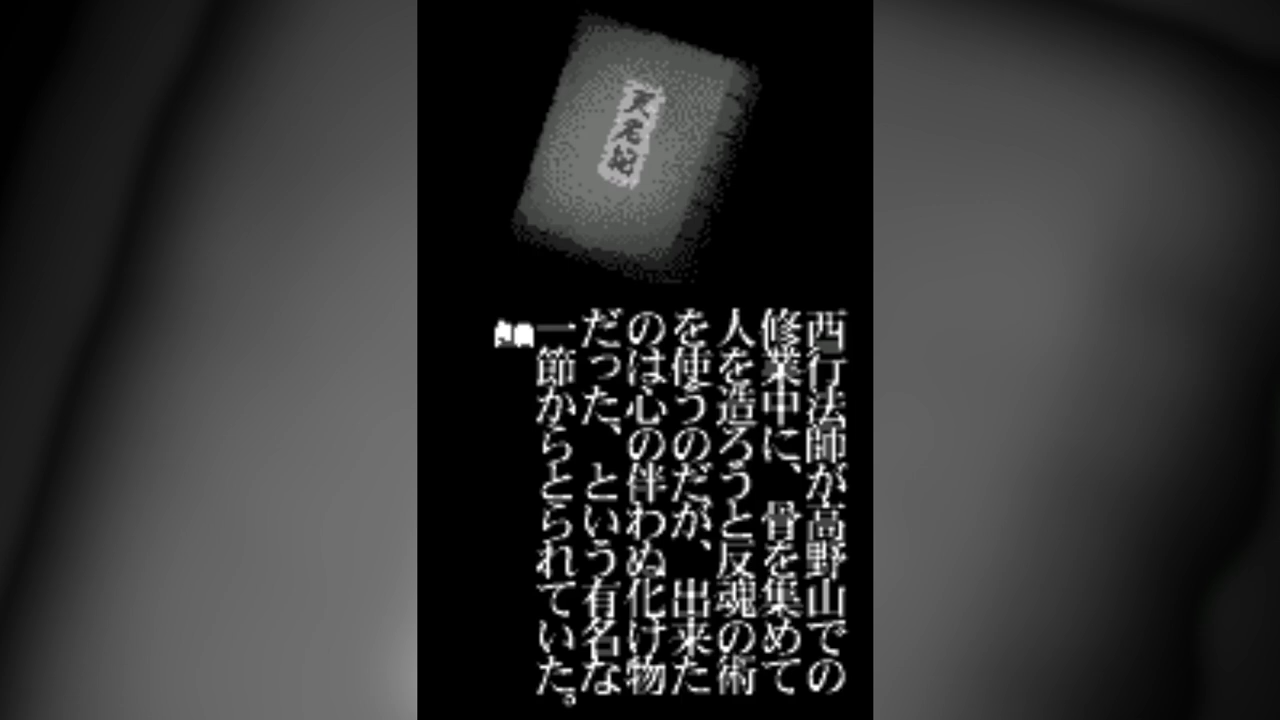 天元記
西行法師が高野山での
修業中に、骨を集めて
人を造ろうと反魂の術
を使うのだが、出来た
のは心の伴わぬ化け物
だった、という有名な
一節からとられていた。